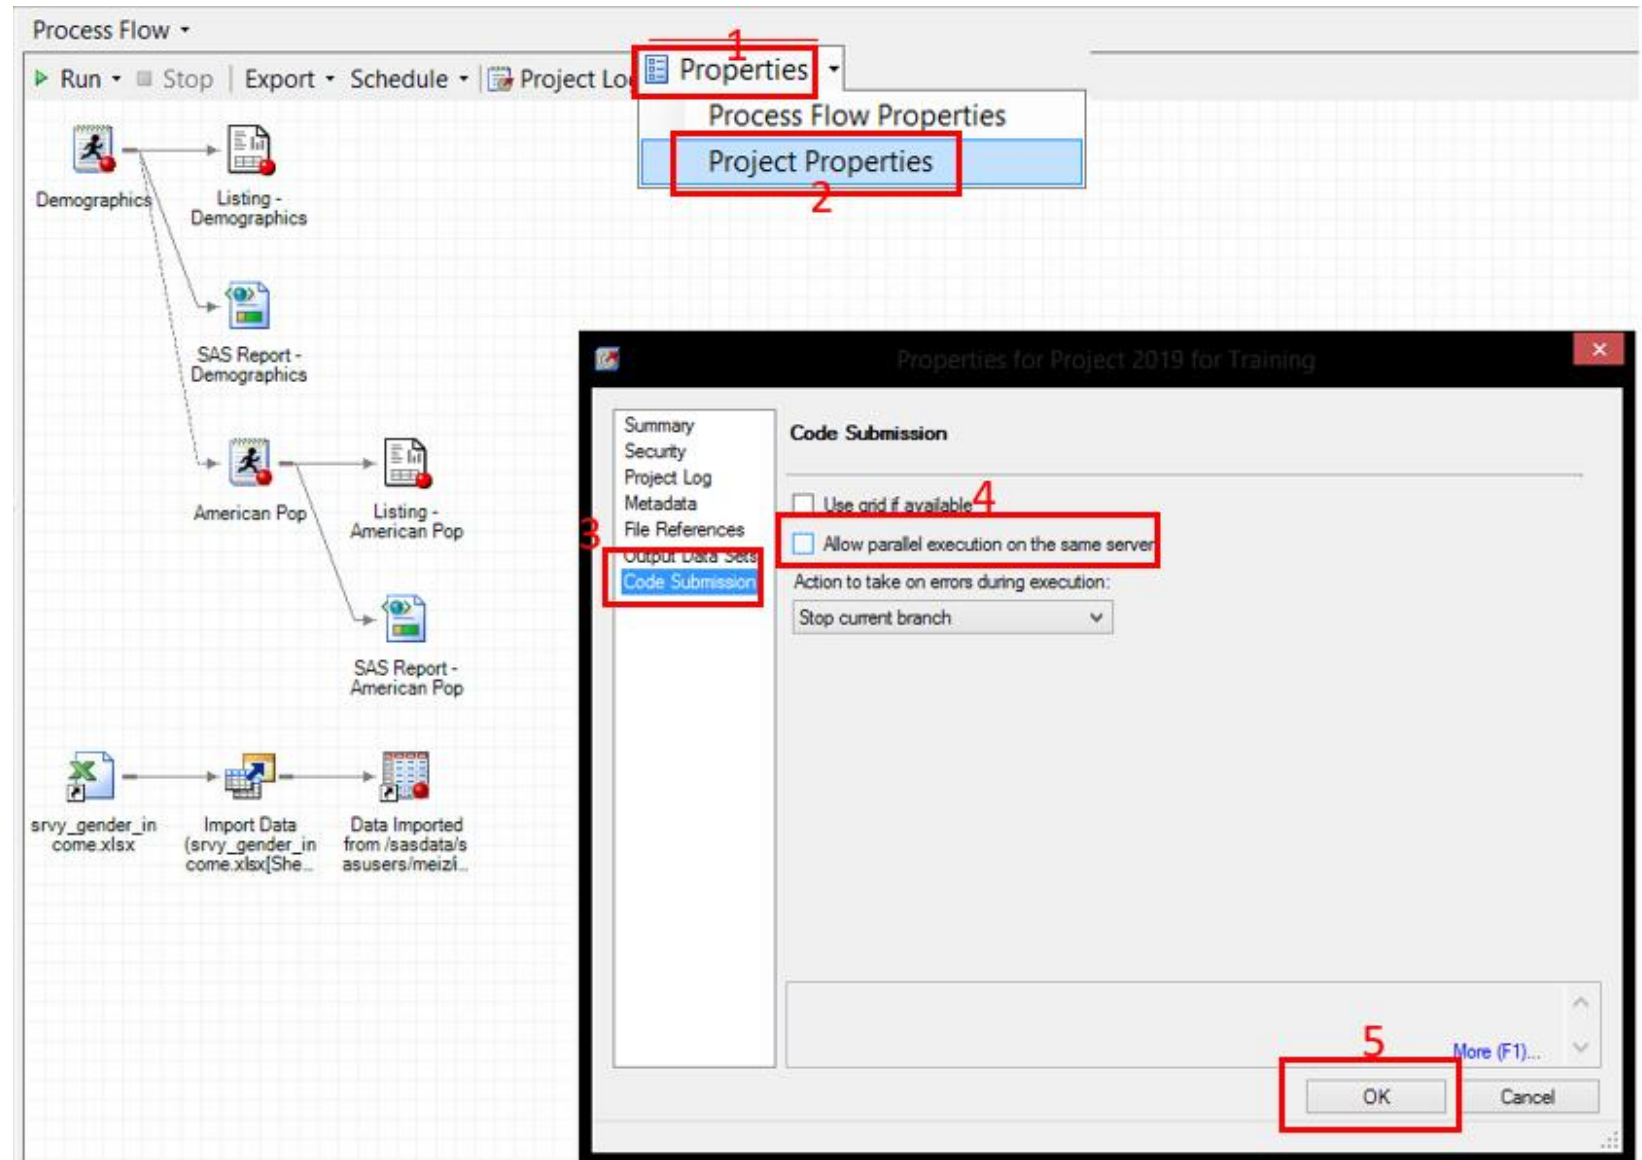 Process Flow
1
Run Stop Export Schedule Project Lo Properties
Process Flow Properties
Project Properties
2
Demographics
Listing -
Demographics
SAS Report -
Demographics
American Pop
Listing -
American Pop
SAS Report -
American Pop
srvy_gender_in
come.xlsx
Import Data
(srvy_gender_in
come.xlsx[She...
Data Imported
from /sasdata/s
asusers/meizl...
Properties for Project 2019 for Training
Summary
Security
Project Log
Metadata
File References
Output Data Sets
3
Code Submission
Code Submission
4
Use grid if available
Allow parallel execution on the same server
Action to take on errors during execution:
Stop current branch
5
More (F1)...
OK
Cancel